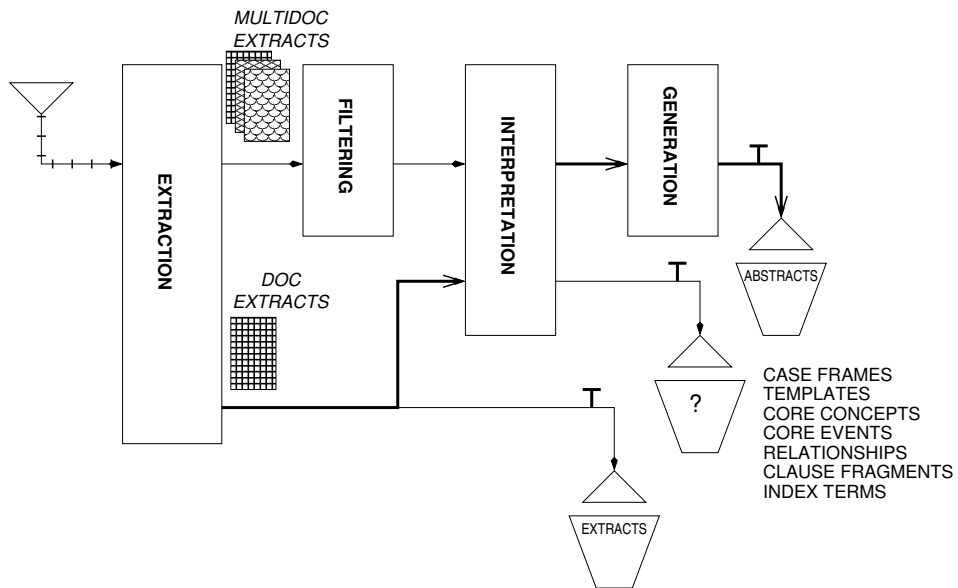 MULTIDOC
EXTRACTS
EXTRACTION
FILTERING
INTERPRETATION
GENERATION
DOC
EXTRACTS
ABSTRACTS
?
CASE FRAMES
TEMPLATES
CORE CONCEPTS
CORE EVENTS
RELATIONSHIPS
CLAUSE FRAGMENTS
INDEX TERMS
EXTRACTS